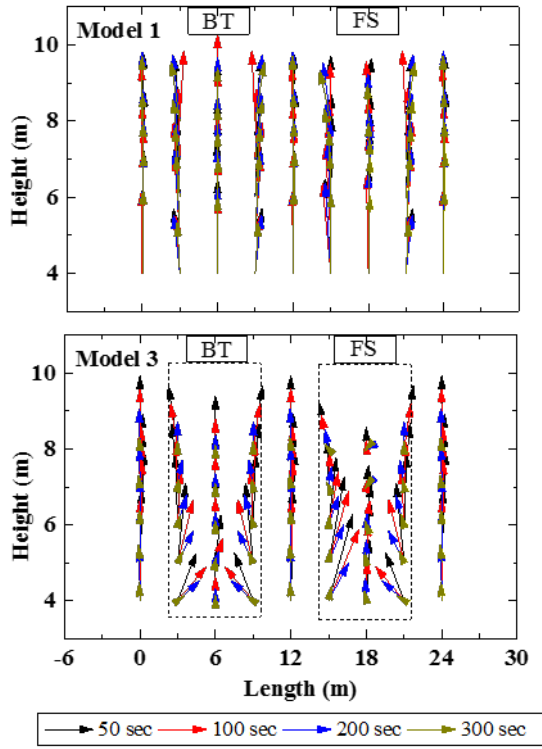 BT
FS
Model 1
10
8
6
4
Height (m)
BT
FS
Model 3
10
8
6
4
Height (m)
-6 0 6 12 18 24 30
Length (m)
50 sec 100 sec 200 sec 300 sec